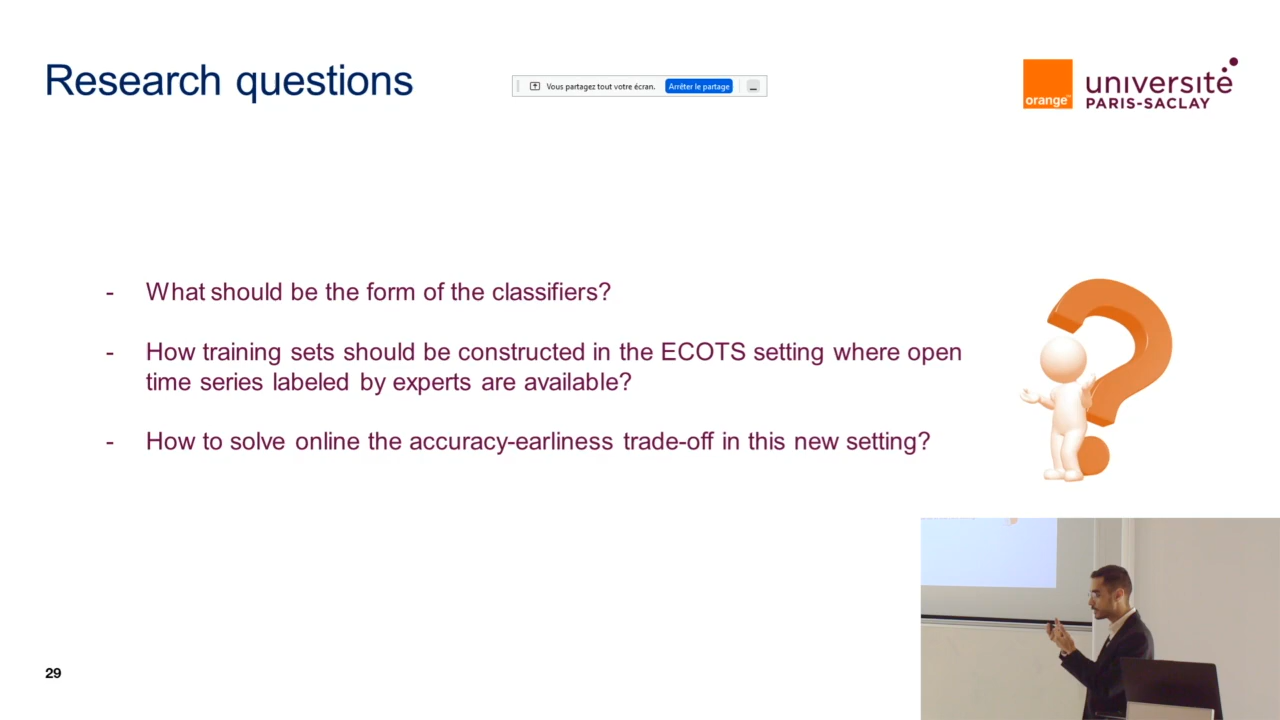 Research questions
Vous partagez tout votre écran.
Arrêter le partage
orange™
université
PARIS-SACLAY
- What should be the form of the classifiers?
- How training sets should be constructed in the ECOTS setting where open
time series labeled by experts are available?
- How to solve online the accuracy-earliness trade-off in this new setting?
29